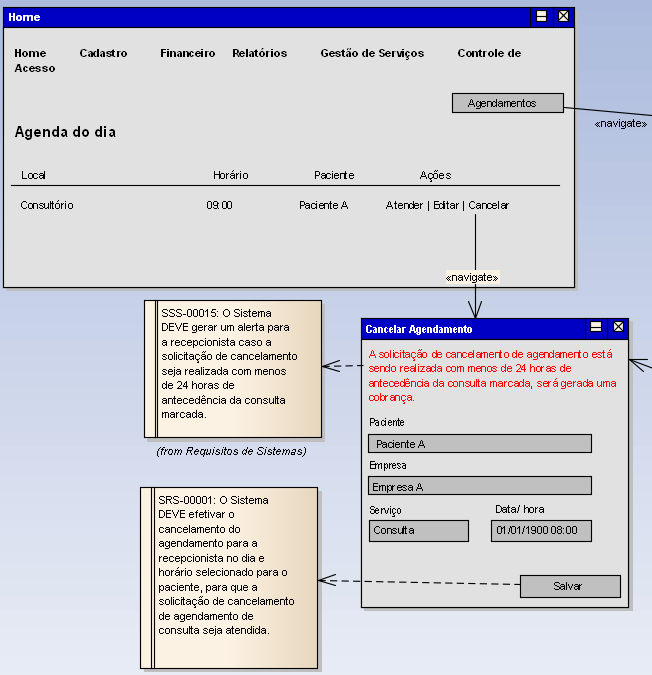 Home
Home Cadastro Financeiro Relatórios Gestão de Serviços Controle de
Acesso
Agendamentos
«navigate»
Agenda do dia
Local Horário Paciente Ações
Consultório 09:00 Paciente A Atender | Editar | Cancelar
«navigate»
SSS-00015: O Sistema
DEVE gerar um alerta para
a recepcionista caso a
solicitação de cancelamento
seja realizada com menos
de 24 horas de
antecedência da consulta
marcada.
(from Requisitos de Sistemas)
Cancelar Agendamento
A solicitação de cancelamento de agendamento está
sendo realizada com menos de 24 horas de
antecedência da consulta marcada, será gerada uma
cobrança.
Paciente
Paciente A
Empresa
Empresa A
Serviço Data/ hora
Consulta 01/01/1900 08:00
Salvar
SRS-00001: O Sistema
DEVE efetivar o
cancelamento do
agendamento para a
recepcionista no dia e
horário selecionado para o
paciente, para que a
solicitação de cancelamento
de agendamento de
consulta seja atendida.